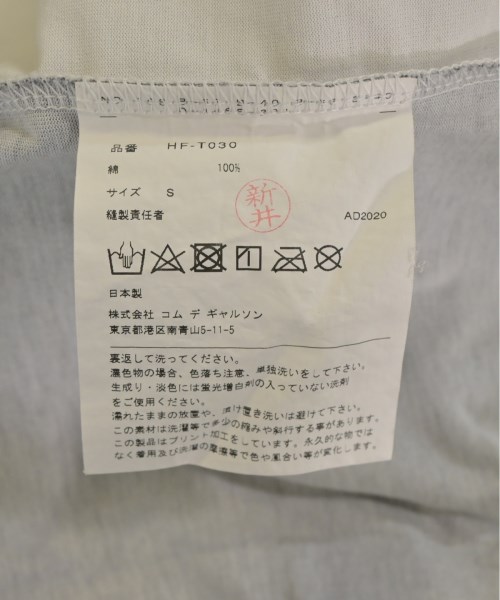 品番 HF-T030
綿 100%
サイズ S
新井
縫製責任者 AD2020
日本製
株式会社 コム デ ギャルソン
東京都港区南青山5-11-5
裏返して洗ってください。
濃色物の場合、色落ち注意、単独洗いをして下さい。
生成り・淡色には蛍光増白剤の入っていない洗剤
をご使用ください。
濡れたままの放置や、漬け置き洗いは避けて下さい。
この素材は洗濯等で多少の縮みや斜行する事があります。
この製品はプリント加工をしています。永久的な物では
なく着用及び洗濯の摩擦等で色や風合い等が変化します。